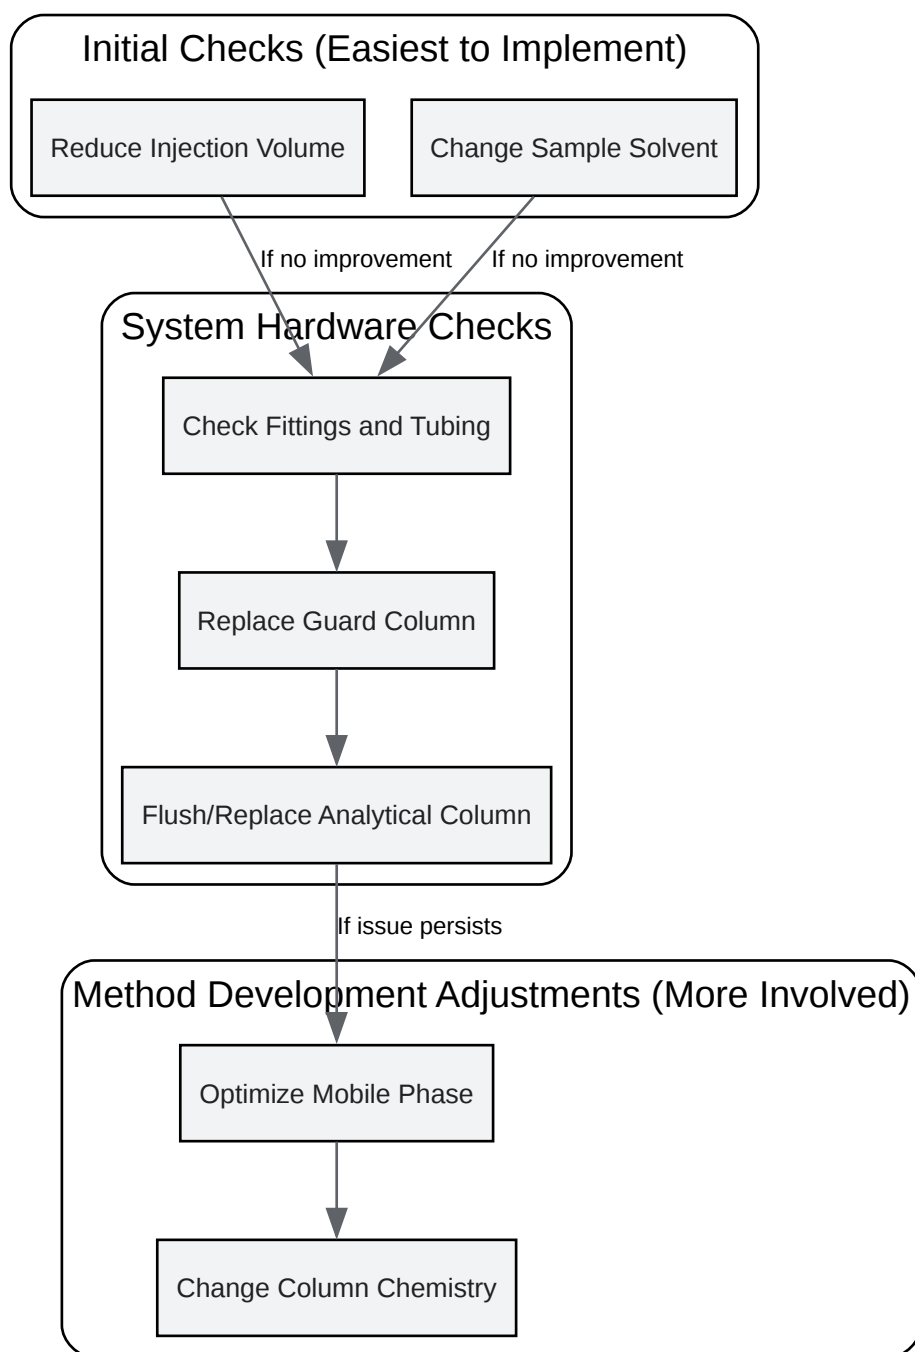 Initial Checks (Easiest to Implement)
Reduce Injection Volume
Change Sample Solvent
If no improvement
If no improvement
System Hardware Checks
Check Fittings and Tubing
Replace Guard Column
Flush/Replace Analytical Column
If issue persists
Method Development Adjustments (More Involved)
Optimize Mobile Phase
Change Column Chemistry